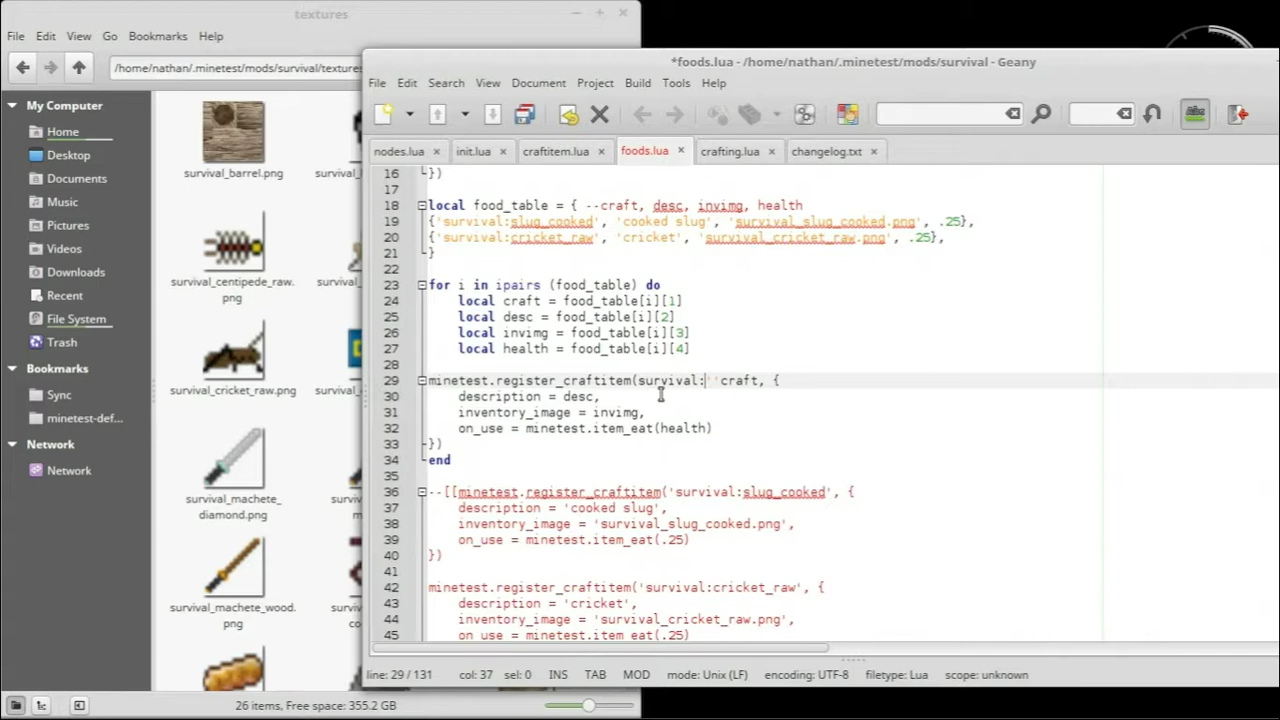 textures
File Edit View Go Bookmarks Help
/home/nathan/.minetest/mods/survival/textures
My Computer
Home
Desktop
Documents
Music
Pictures
Videos
Downloads
Recent
File System
Trash
Bookmarks
Sync
minetest-def...
Network
Network
survival_barrel.png
survival_centipede_raw.
png
survival_cricket_raw.png
survival_machete_
diamond.png
survival_machete_wood.
png
26 items, Free space: 355.2 GB
*foods.lua - /home/nathan/.minetest/mods/survival - Geany
File Edit Search View Document Project Build Tools Help
nodes.lua init.lua craftitem.lua foods.lua crafting.lua changelog.txt
16 })
17
18 local food_table = { --craft, desc, invimg, health
19 {'survival:slug_cooked', 'cooked slug', 'survival_slug_cooked.png', .25},
20 {'survival:cricket_raw', 'cricket', 'survival_cricket_raw.png', .25},
21 }
22
23 for i in ipairs (food_table) do
24 local craft = food_table[i][1]
25 local desc = food_table[i][2]
26 local invimg = food_table[i][3]
27 local health = food_table[i][4]
28
29 minetest.register_craftitem(survival:''craft, {
30 description = desc,
31 inventory_image = invimg,
32 on_use = minetest.item_eat(health)
33 })
34 end
35
36 --[[minetest.register_craftitem('survival:slug_cooked', {
37 description = 'cooked slug',
38 inventory_image = 'survival_slug_cooked.png',
39 on_use = minetest.item_eat(.25)
40 })
41
42 minetest.register_craftitem('survival:cricket_raw', {
43 description = 'cricket',
44 inventory_image = 'survival_cricket_raw.png',
45 on_use = minetest.item_eat(.25)
line: 29 / 131 col: 37 sel: 0 INS TAB MOD mode: Unix (LF) encoding: UTF-8 filetype: Lua scope: unknown